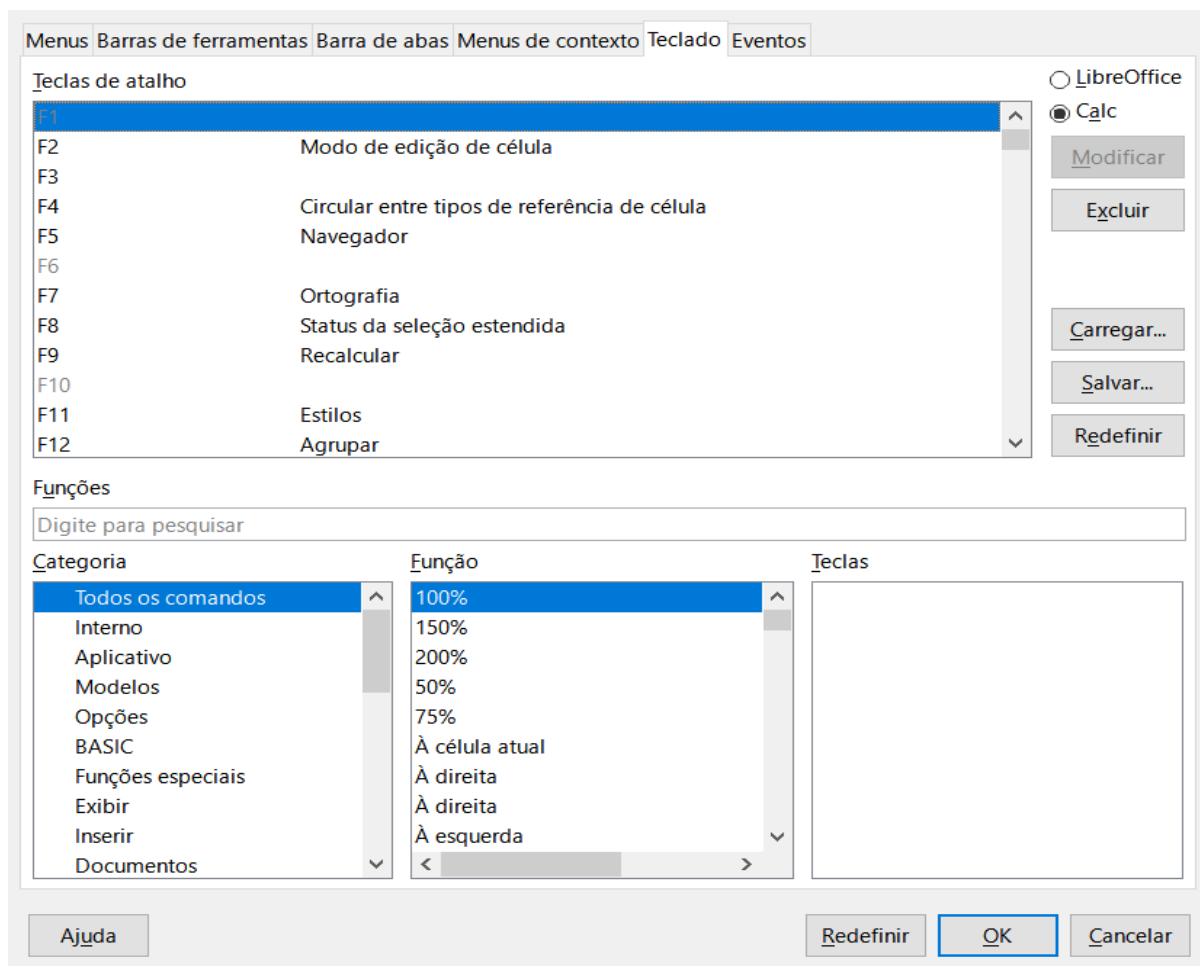 Menus Barras de ferramentas Barra de abas Menus de contexto Teclado Eventos
Teclas de atalho
LibreOffice
Calc
F1
F2 Modo de edição de célula
F3
F4 Circular entre tipos de referência de célula
F5 Navegador
F6
F7 Ortografia
F8 Status da seleção estendida
F9 Recalcular
F10
F11 Estilos
F12 Agrupar
Modificar
Excluir
Carregar...
Salvar...
Redefinir
Funções
Digite para pesquisar
Categoria
Todos os comandos
Interno
Aplicativo
Modelos
Opções
BASIC
Funções especiais
Exibir
Inserir
Documentos
Função
100%
150%
200%
50%
75%
À célula atual
À direita
À direita
À esquerda
Teclas
Ajuda
Redefinir
OK
Cancelar